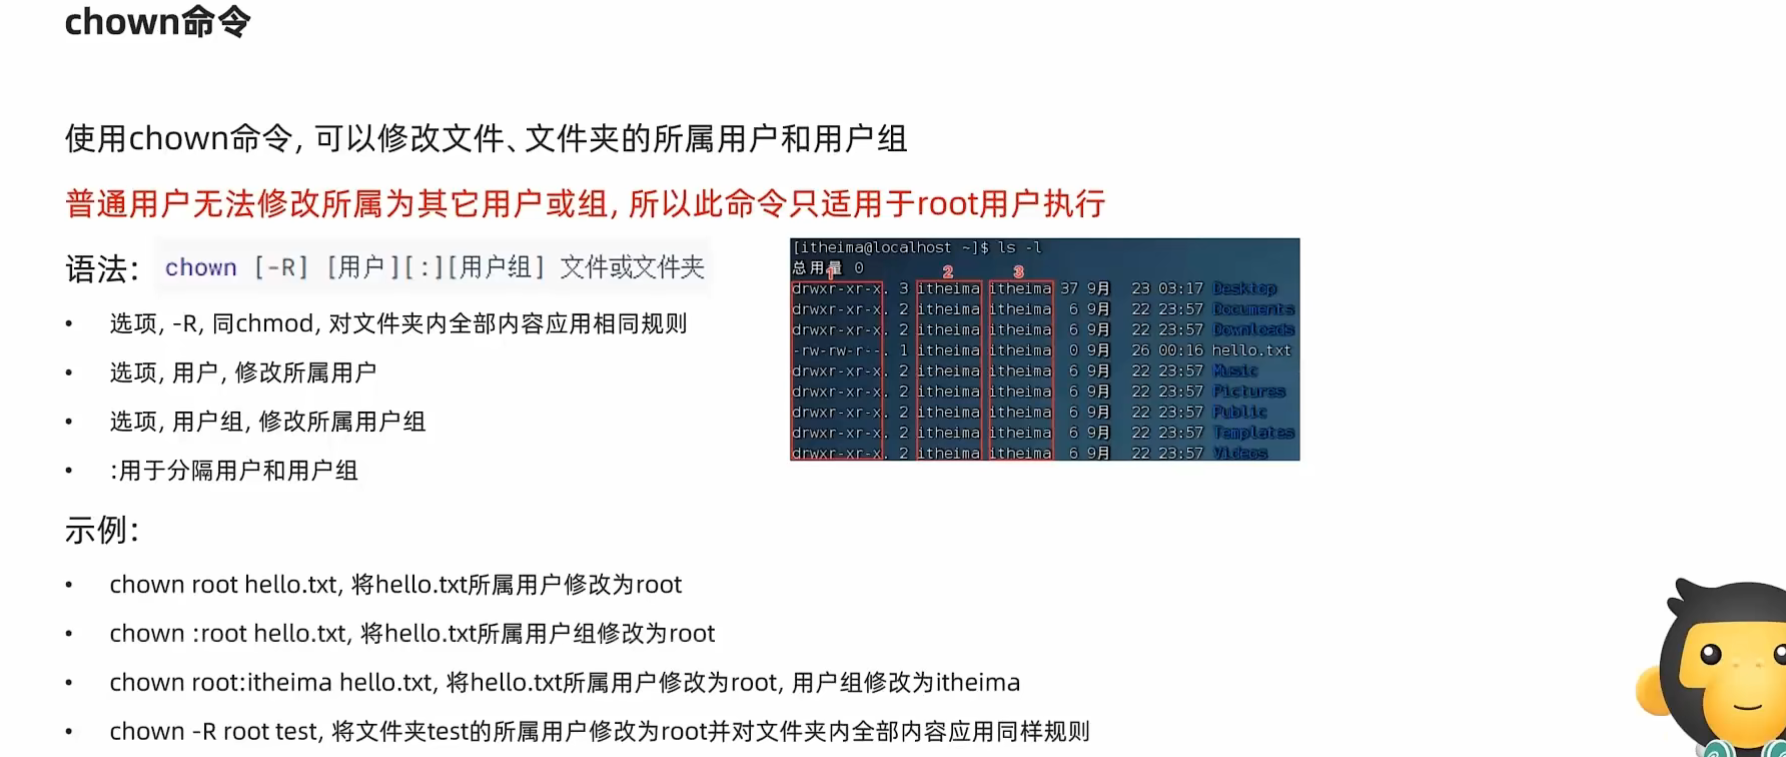 chown命令
使用chown命令, 可以修改文件、文件夹的所属用户和用户组
普通用户无法修改所属为其它用户或组, 所以此命令只适用于root用户执行
语法: chown [-R] [用户][:][用户组] 文件或文件夹
• 选项, -R, 同chmod, 对文件夹内全部内容应用相同规则
• 选项, 用户, 修改所属用户
• 选项, 用户组, 修改所属用户组
• :用于分隔用户和用户组
[itheima@localhost ~]$ ls -l
总用量 0
1 2 3
drwxr-xr-x. 3 itheima itheima 37 9月 23 03:17 Desktop
drwxr-xr-x. 2 itheima itheima 6 9月 22 23:57 Documents
drwxr-xr-x. 2 itheima itheima 6 9月 22 23:57 Downloads
-rw-rw-r--. 1 itheima itheima 0 9月 26 00:16 hello.txt
drwxr-xr-x. 2 itheima itheima 6 9月 22 23:57 Music
drwxr-xr-x. 2 itheima itheima 6 9月 22 23:57 Pictures
drwxr-xr-x. 2 itheima itheima 6 9月 22 23:57 Public
drwxr-xr-x. 2 itheima itheima 6 9月 22 23:57 Templates
drwxr-xr-x. 2 itheima itheima 6 9月 22 23:57 Videos
示例:
• chown root hello.txt, 将hello.txt所属用户修改为root
• chown :root hello.txt, 将hello.txt所属用户组修改为root
• chown root:itheima hello.txt, 将hello.txt所属用户修改为root, 用户组修改为itheima
• chown -R root test, 将文件夹test的所属用户修改为root并对文件夹内全部内容应用同样规则